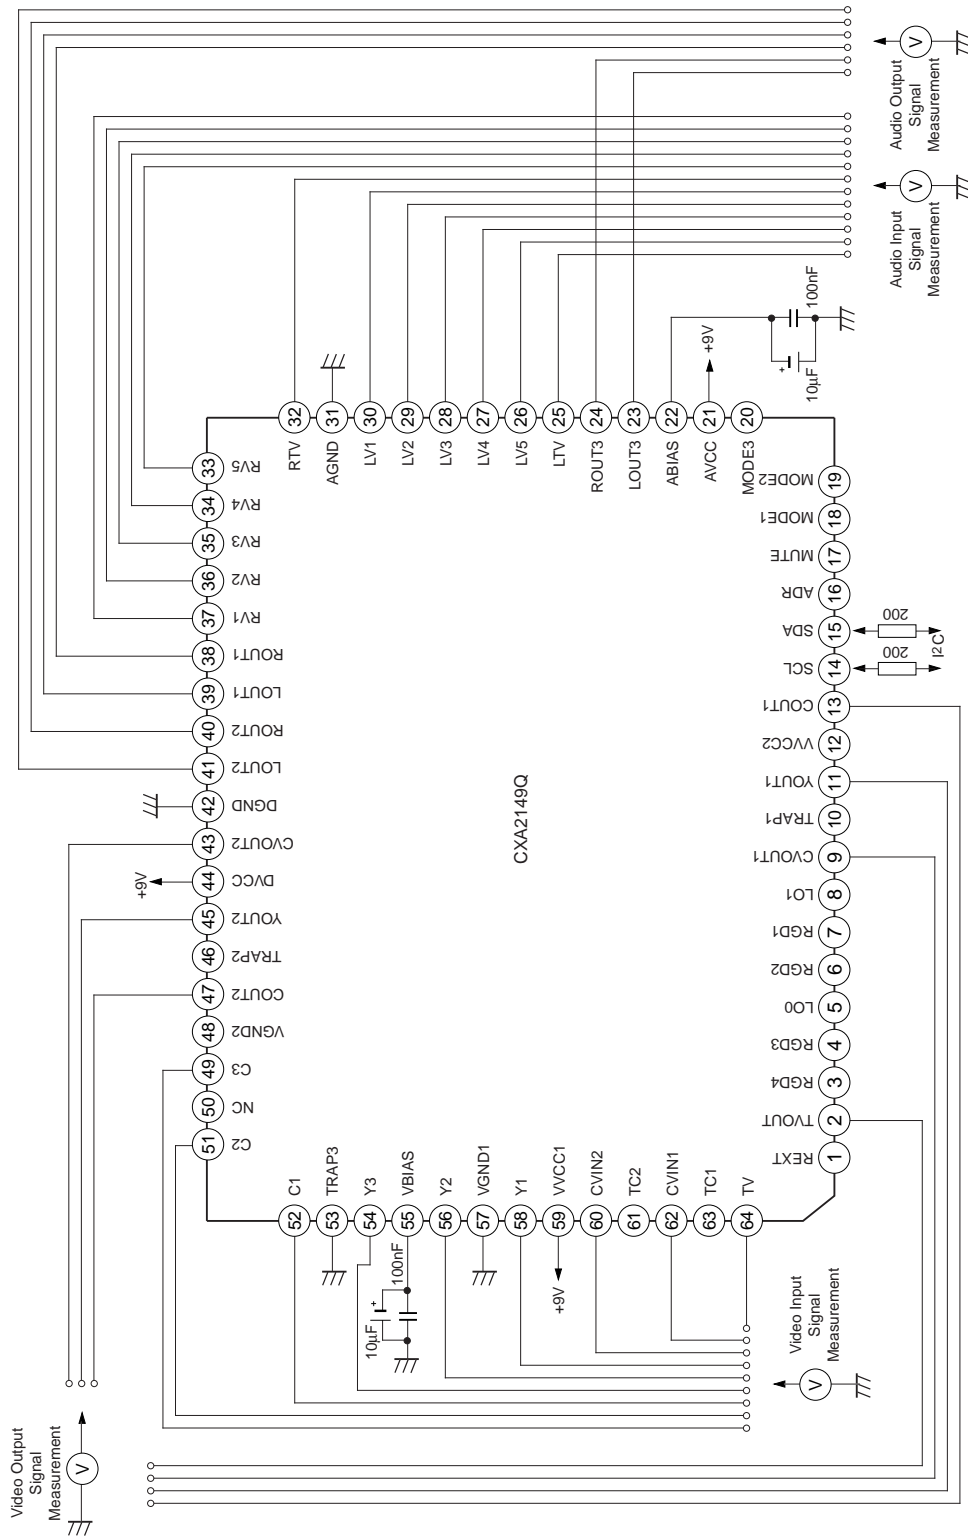 Audio Output
Signal
Measurement
V
Audio Input
Signal
Measurement
V
100nF
10µF
+
+9V
32
RTV
31
AGND
30
LV1
29
LV2
28
LV3
27
LV4
26
LV5
25
LTV
24
ROUT3
23
LOUT3
22
ABIAS
21
AVCC
20
MODE3
33
RV5
34
RV4
35
RV3
36
RV2
37
RV1
38
ROUT1
39
LOUT1
40
ROUT2
41
LOUT2
42
DGND
43
CVOUT2
44
DVCC
+9V
45
YOUT2
46
TRAP2
47
COUT2
48
VGND2
49
C3
50
NC
51
C2
CXA2149Q
19
MODE2
18
MODE1
17
MUTE
16
ADR
15
SDA
200
14
SCL
200
I2C
13
COUT1
12
VVCC2
11
YOUT1
10
TRAP1
9
CVOUT1
8
LO1
7
RGD1
6
RGD2
5
LO0
4
RGD3
3
RGD4
2
TVOUT
1
REXT
52
C1
53
TRAP3
54
Y3
55
VBIAS
56
Y2
57
VGND1
58
Y1
59
VVCC1
60
CVIN2
61
TC2
62
CVIN1
63
TC1
64
TV
100nF
10µF
+
+9V
Video Input
Signal
Measurement
V
Video Output
Signal
Measurement
V